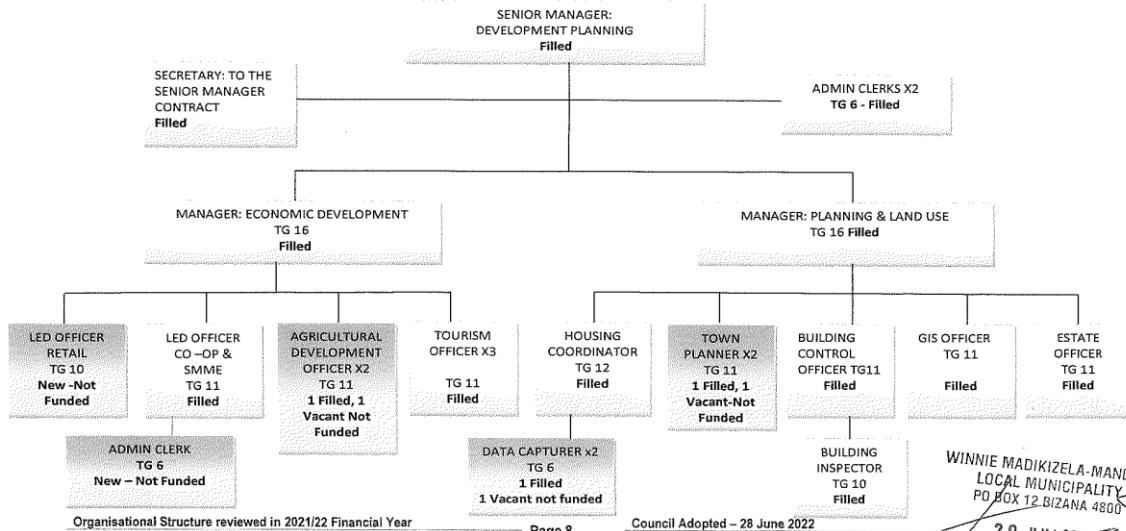 SENIOR MANAGER:
DEVELOPMENT PLANNING
Filled
SECRETARY: TO THE
SENIOR MANAGER
CONTRACT
Filled
ADMIN CLERKS X2
TG 6 - Filled
MANAGER: ECONOMIC DEVELOPMENT
TG 16
Filled
MANAGER: PLANNING & LAND USE
TG 16 Filled
LED OFFICER
RETAIL
TG 10
New -Not
Funded
LED OFFICER
CO –OP &
SMME
TG 11
Filled
AGRICULTURAL
DEVELOPMENT
OFFICER X2
TG 11
1 Filled, 1
Vacant Not
Funded
TOURISM
OFFICER X3
TG 11
Filled
HOUSING
COORDINATOR
TG 12
Filled
TOWN
PLANNER X2
TG 11
1 Filled, 1
Vacant-Not
Funded
BUILDING
CONTROL
OFFICER TG11
Filled
GIS OFFICER
TG 11
Filled
ESTATE
OFFICER
TG 11
Filled
ADMIN CLERK
TG 6
New – Not Funded
DATA CAPTURER x2
TG 6
1 Filled
1 Vacant not funded
BUILDING
INSPECTOR
TG 10
Filled
WINNIE MADIKIZELA-MAN
LOCAL MUNICIPALITY
PO BOX 12 BIZANA 4800
Organisational Structure reviewed in 2021/22 Financial Year
Page 8
Council Adopted – 28 June 2022